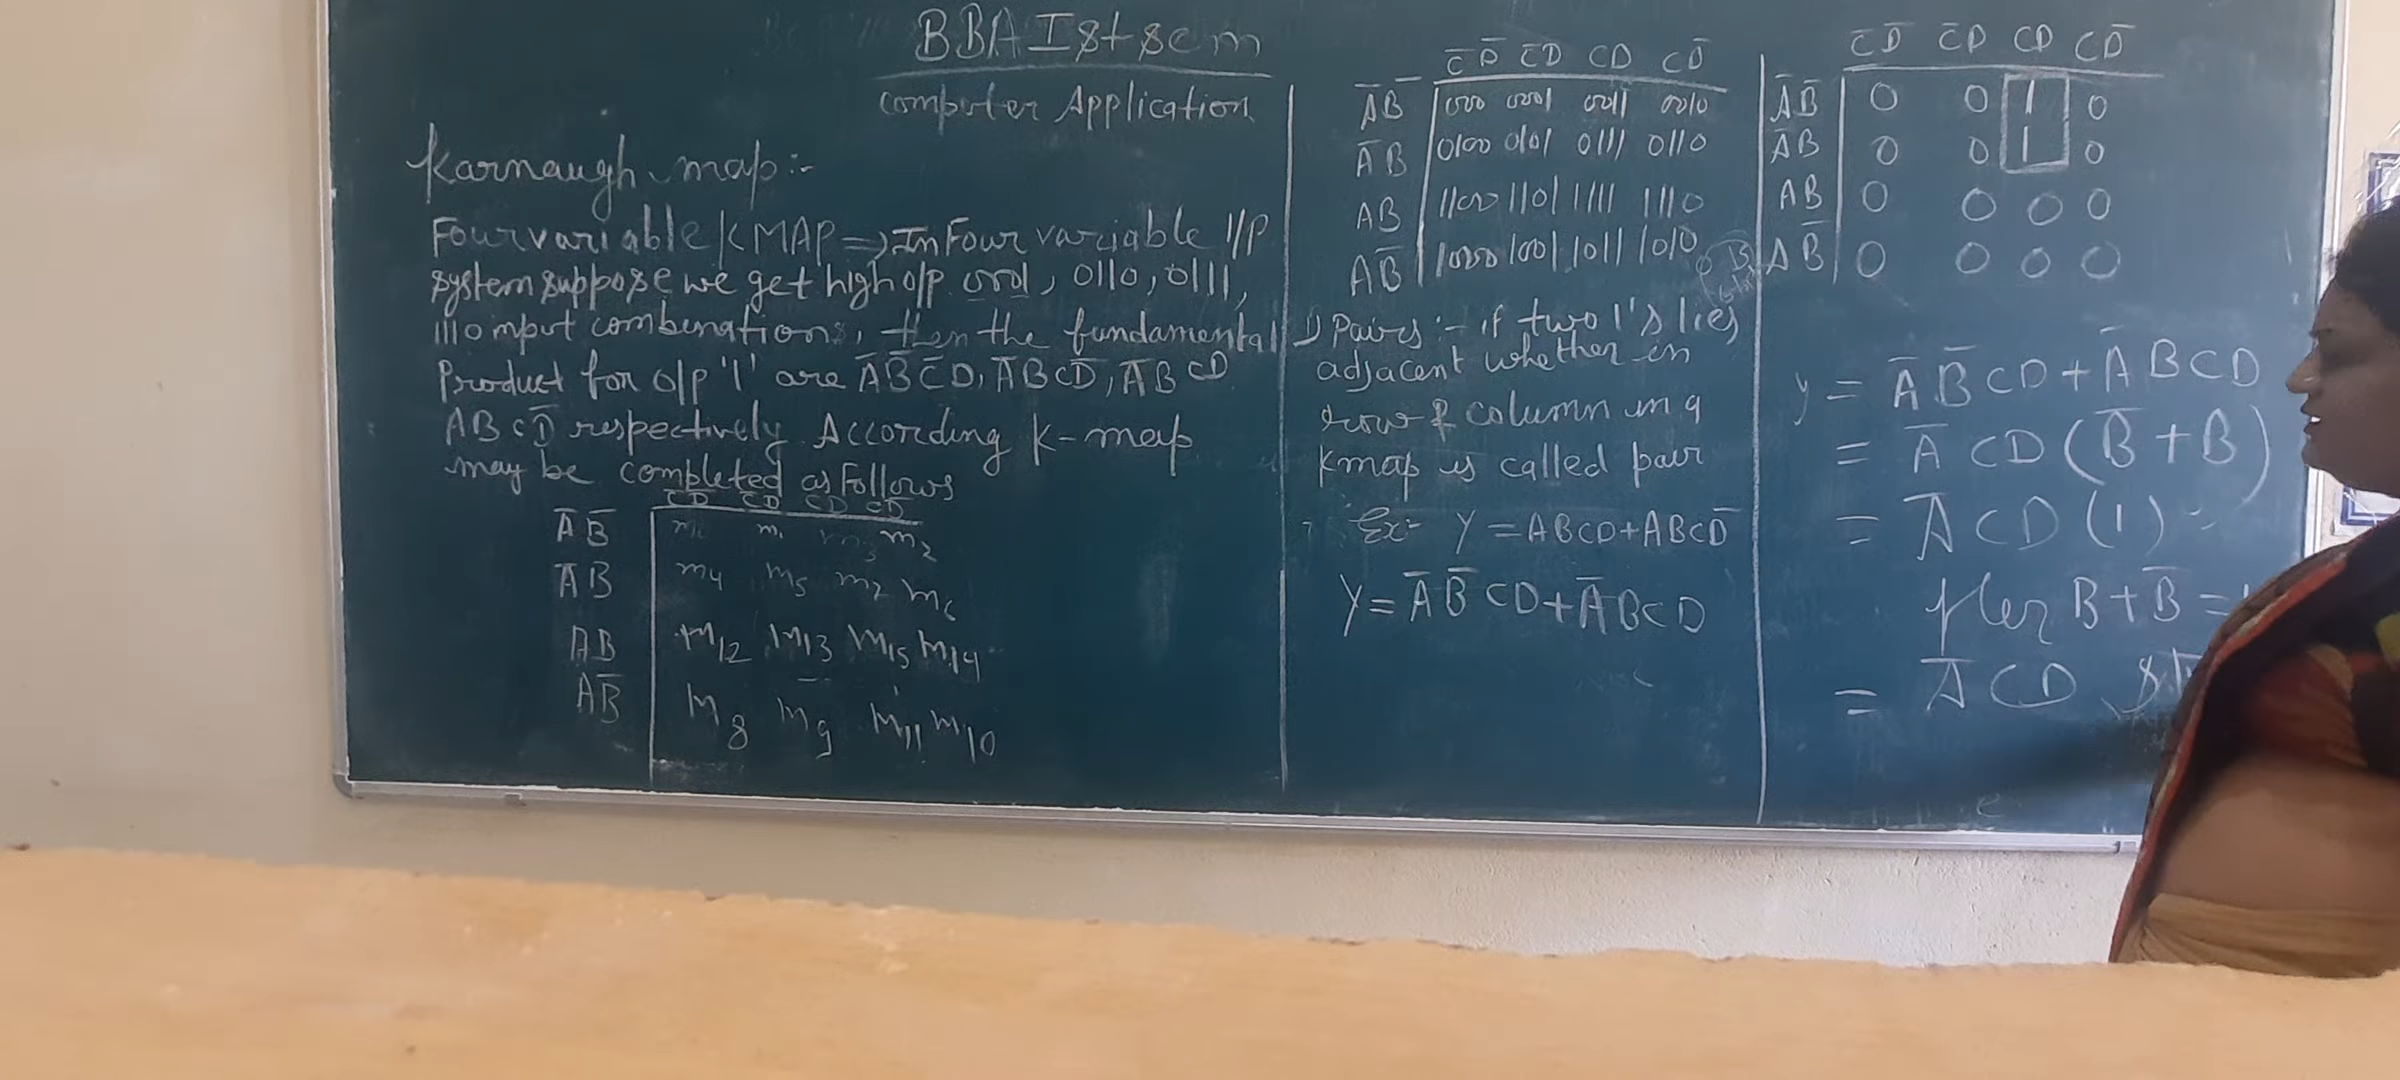 BBA Ist sem
Computer Application
Karnaugh map:-
Four variable KMAP => In Four variable I/P
system suppose we get high o/p 0001, 0110, 0111,
1110 input combinations, then the fundamental
Product for o/p '1' are A̅B̅C̅D, A̅BCD̅, A̅BCD
ABCD̅ respectively According K-map
may be completed as Follows
C̅D̅ C̅D CD CD̅
A̅B̅ m0 m1 m3 m2
A̅B m4 m5 m7 m6
AB m12 m13 m15 m14
AB̅ m8 m9 m11 m10
C̅D̅ C̅D CD CD̅
A̅B̅ 0000 0001 0011 0010
A̅B 0100 0101 0111 0110
AB 1100 1101 1111 1110
AB̅ 1000 1001 1011 1010
1) Pairs :- if two 1's lies
adjacent whether in
row & column in a
kmap is called pair
Ex:- Y = ABCD+ABCD̅
Y = A̅B̅CD+A̅BCD
C̅D̅ C̅D CD CD̅
A̅B̅ 0 0 1 0
A̅B 0 0 1 0
AB 0 0 0 0
AB̅ 0 0 0 0
y = A̅B̅CD+A̅BCD
= A̅CD(B̅+B)
= A̅CD(1)
B+B̅ =
= A̅CD